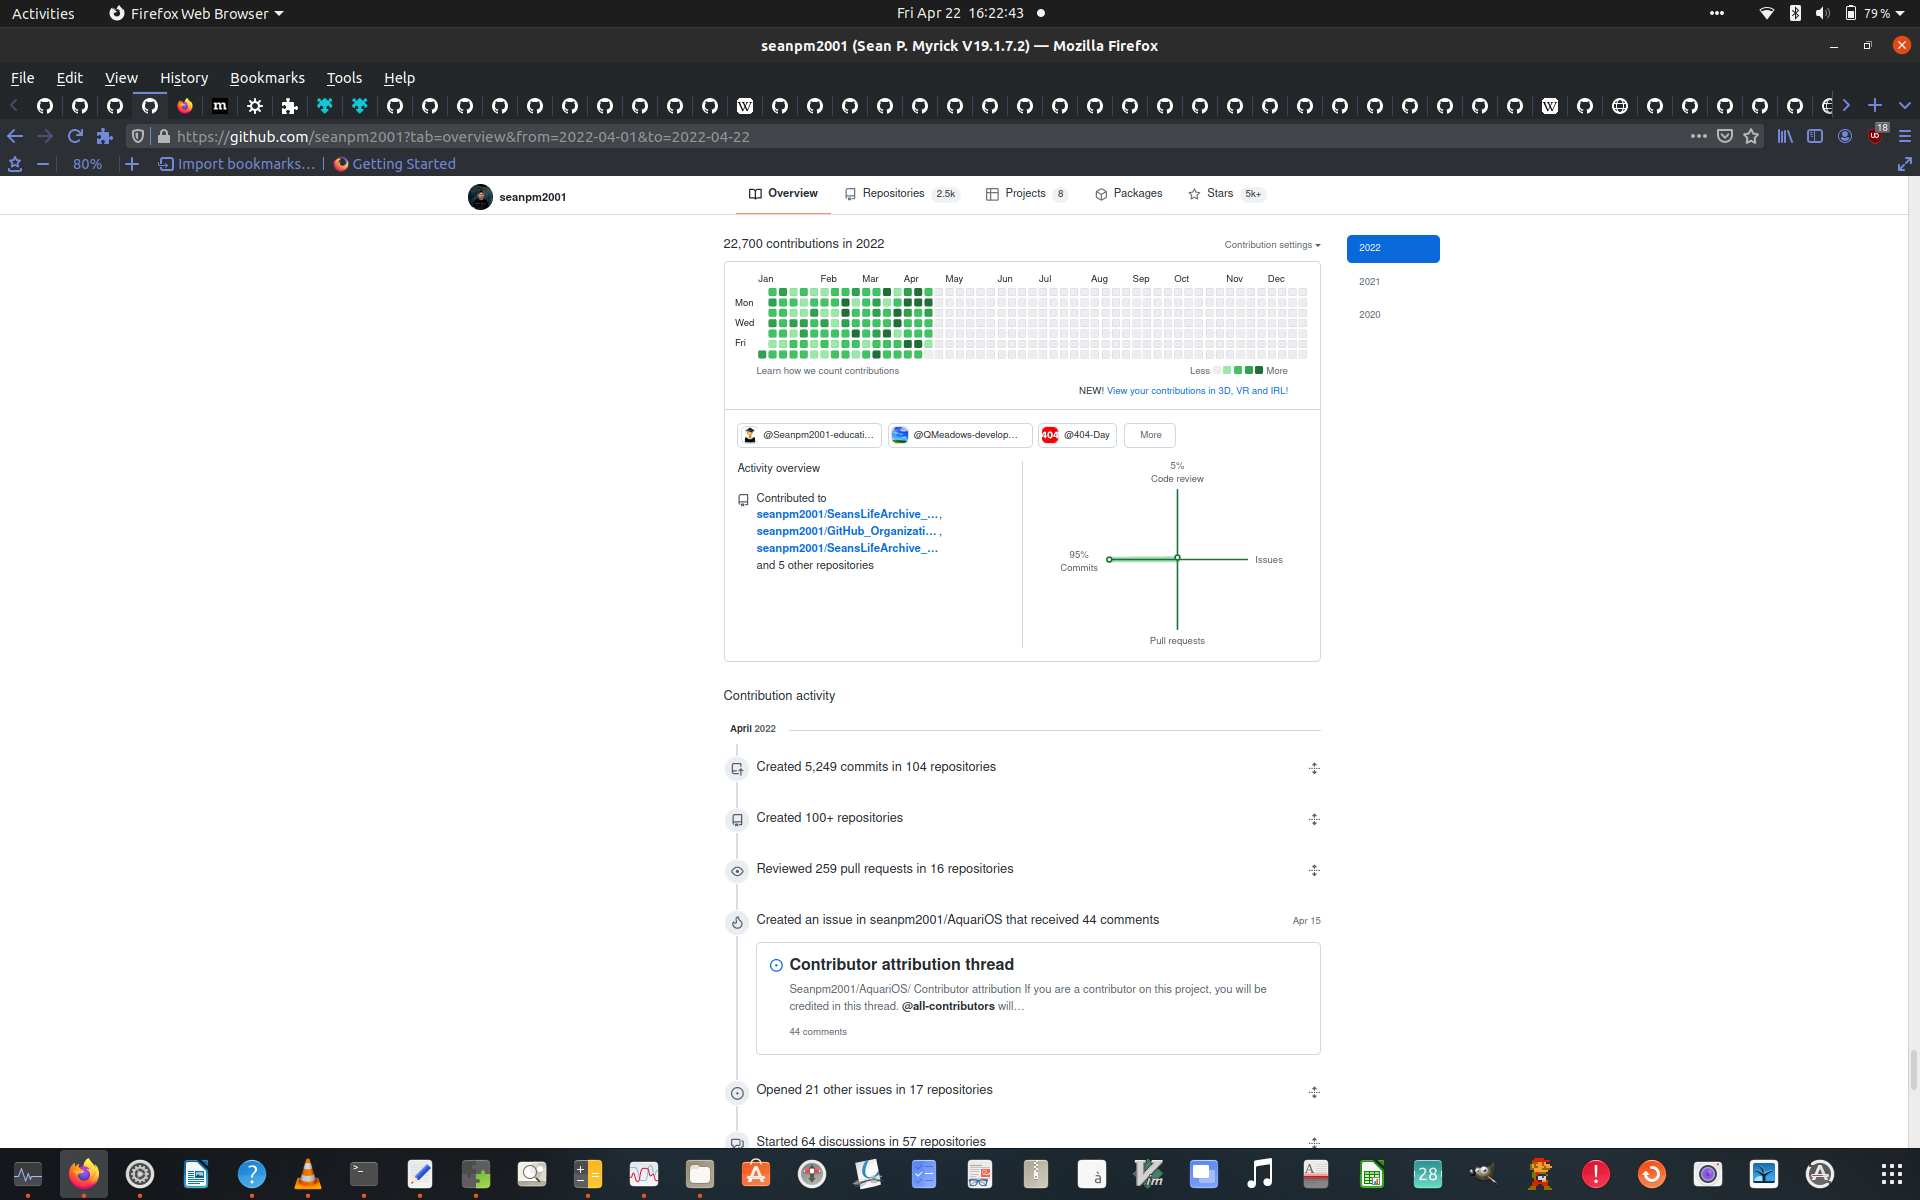 Activities
Firefox Web Browser
Fri Apr 22 16:22:43
79 %
seanpm2001 (Sean P. Myrick V19.1.7.2) — Mozilla Firefox
File Edit View History Bookmarks Tools Help
https://github.com/seanpm2001?tab=overview&from=2022-04-01&to=2022-04-22
18
80%
Import bookmarks...
Getting Started
seanpm2001
Overview
Repositories 2.5k
Projects 8
Packages
Stars 5k+
22,700 contributions in 2022
Contribution settings
2022
2021
2020
Jan Feb Mar Apr May Jun Jul Aug Sep Oct Nov Dec
Mon
Wed
Fri
Learn how we count contributions
Less
More
NEW! View your contributions in 3D, VR and IRL!
@Seanpm2001-educati...
@QMeadows-develop...
404
@404-Day
More
Activity overview
Contributed to
seanpm2001/SeansLifeArchive_... ,
seanpm2001/GitHub_Organizati... ,
seanpm2001/SeansLifeArchive_...
and 5 other repositories
5%
Code review
95%
Commits
Issues
Pull requests
Contribution activity
April 2022
Created 5,249 commits in 104 repositories
Created 100+ repositories
Reviewed 259 pull requests in 16 repositories
Created an issue in seanpm2001/AquariOS that received 44 comments
Apr 15
Contributor attribution thread
Seanpm2001/AquariOS/ Contributor attribution If you are a contributor on this project, you will be
credited in this thread. @all-contributors will...
44 comments
Opened 21 other issues in 17 repositories
Started 64 discussions in 57 repositories
28